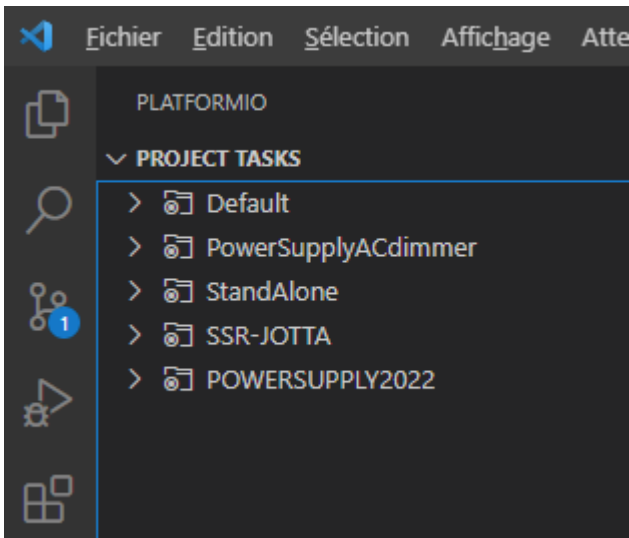 Fichier Edition Sélection Affichage Atte
PLATFORMIO
PROJECT TASKS
Default
PowerSupplyACdimmer
StandAlone
SSR-JOTTA
1
POWERSUPPLY2022